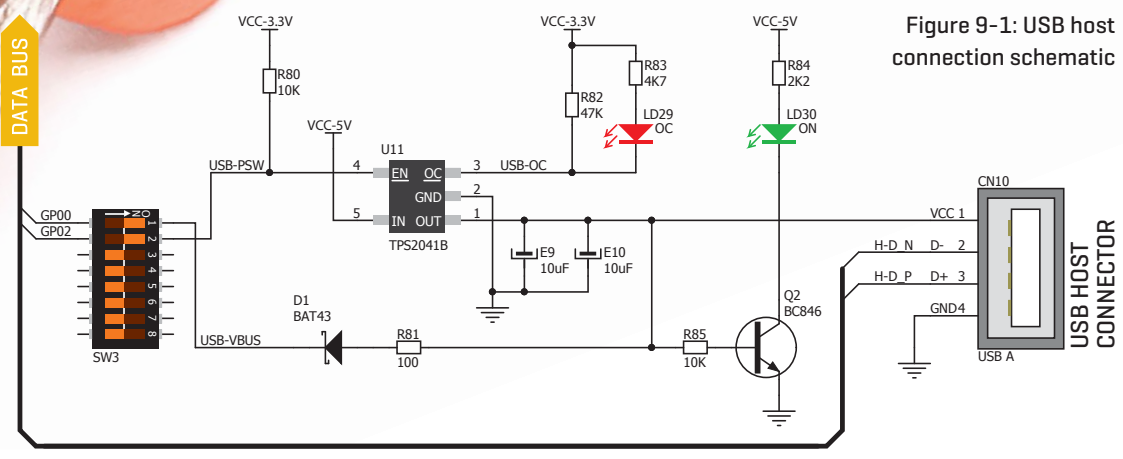 Figure 9-1: USB host
connection schematic
DATA BUS
VCC-3.3V
VCC-3.3V
VCC-5V
R80
10K
R82
47K
R83
4K7
LD29
OC
R84
2K2
LD30
ON
VCC-5V
U11
USB-PSW
4
EN
OC
3
USB-OC
GND
2
5
IN
OUT
1
TPS2041B
E9
10uF
E10
10uF
GP00
GP02
ON
1
2
3
4
5
6
7
8
SW3
USB-VBUS
D1
BAT43
R81
100
R85
10K
Q2
BC846
CN10
VCC 1
H-D_N D- 2
H-D_P D+ 3
GND4
USB A
USB HOST
CONNECTOR